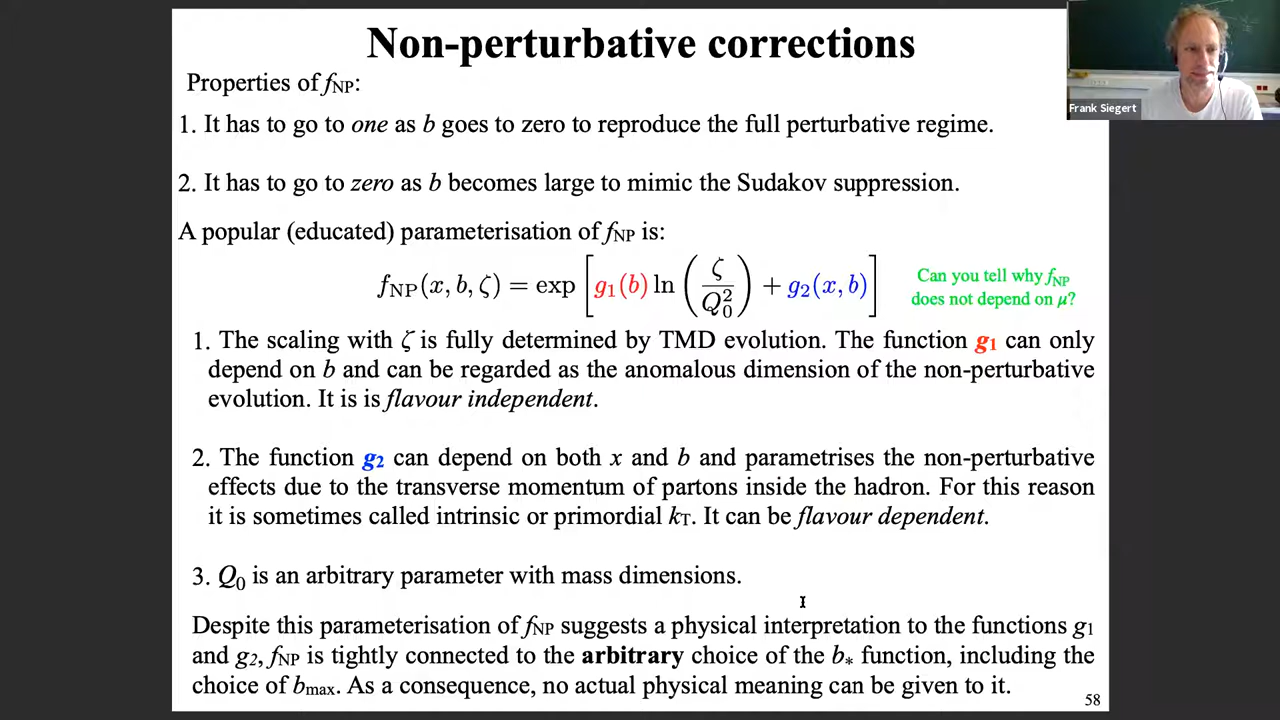 Non-perturbative corrections
Frank Siegert
Properties of fNP:
1. It has to go to one as b goes to zero to reproduce the full perturbative regime.
2. It has to go to zero as b becomes large to mimic the Sudakov suppression.
A popular (educated) parameterisation of fNP is:
fNP(x, b, ζ) = exp [ g1(b) ln ( ζ / Q0² ) + g2(x, b) ]
Can you tell why fNP
does not depend on μ?
1. The scaling with ζ is fully determined by TMD evolution. The function g1 can only
depend on b and can be regarded as the anomalous dimension of the non-perturbative
evolution. It is is flavour independent.
2. The function g2 can depend on both x and b and parametrises the non-perturbative
effects due to the transverse momentum of partons inside the hadron. For this reason
it is sometimes called intrinsic or primordial kT. It can be flavour dependent.
3. Q0 is an arbitrary parameter with mass dimensions.
Despite this parameterisation of fNP suggests a physical interpretation to the functions g1
and g2, fNP is tightly connected to the arbitrary choice of the b* function, including the
choice of bmax. As a consequence, no actual physical meaning can be given to it.
58